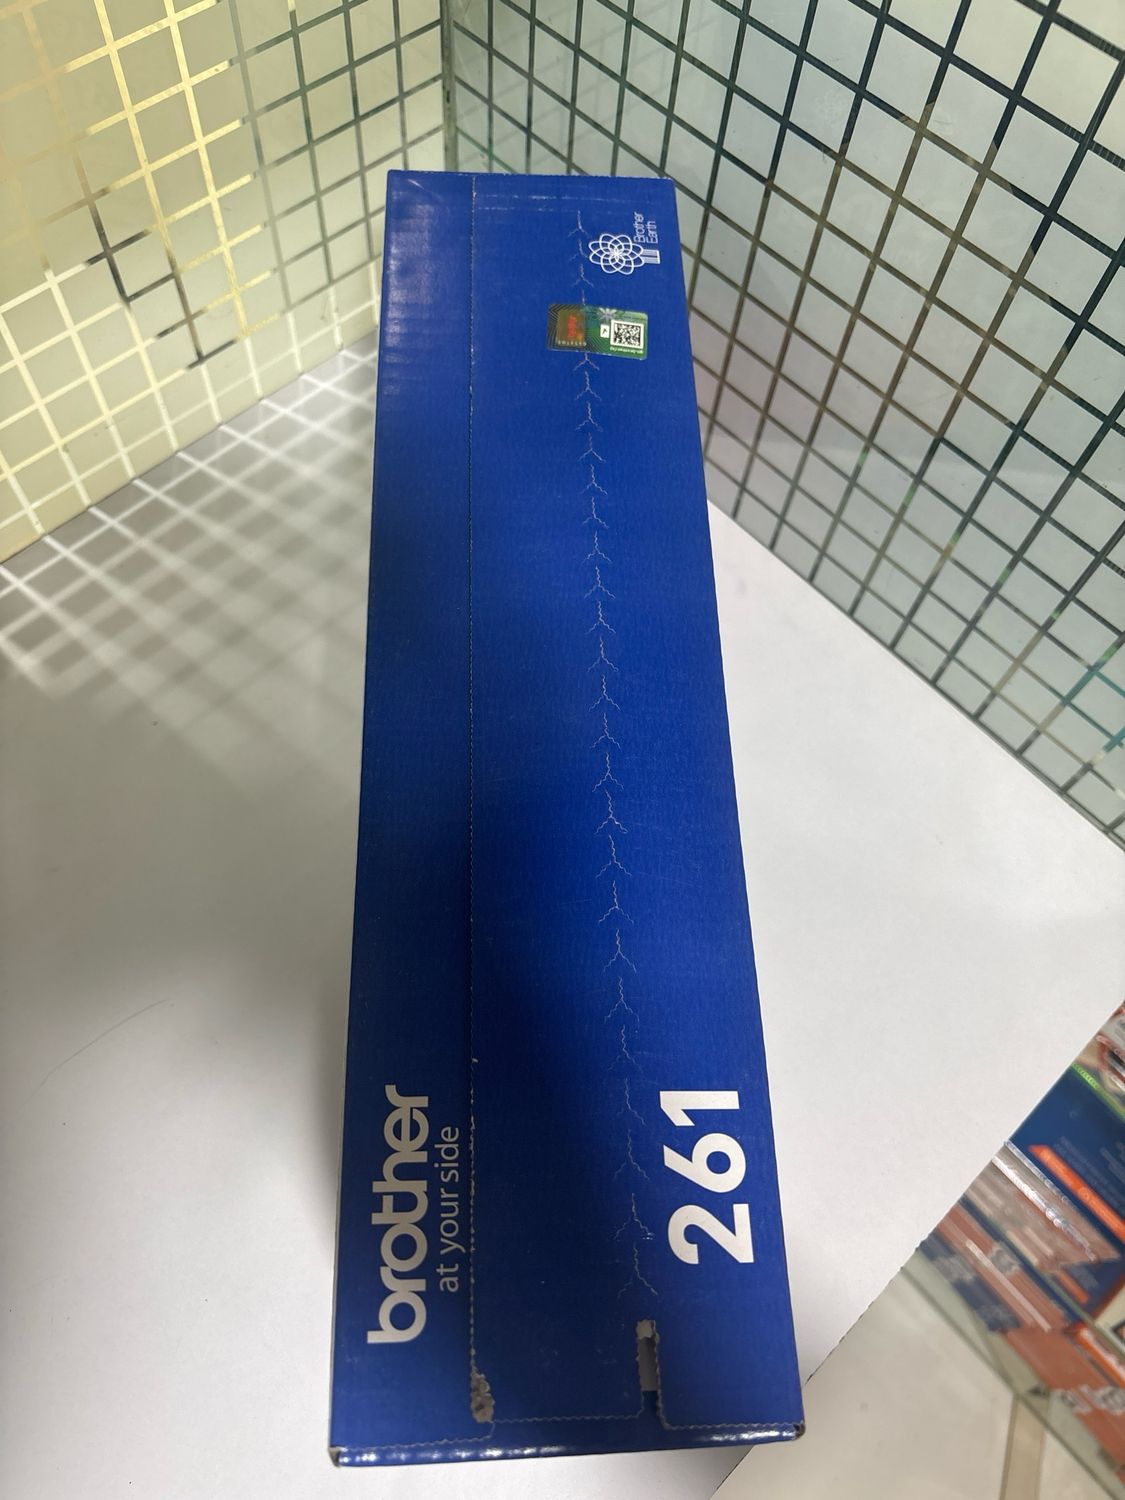 Brother
Earth
brother
at your side
261